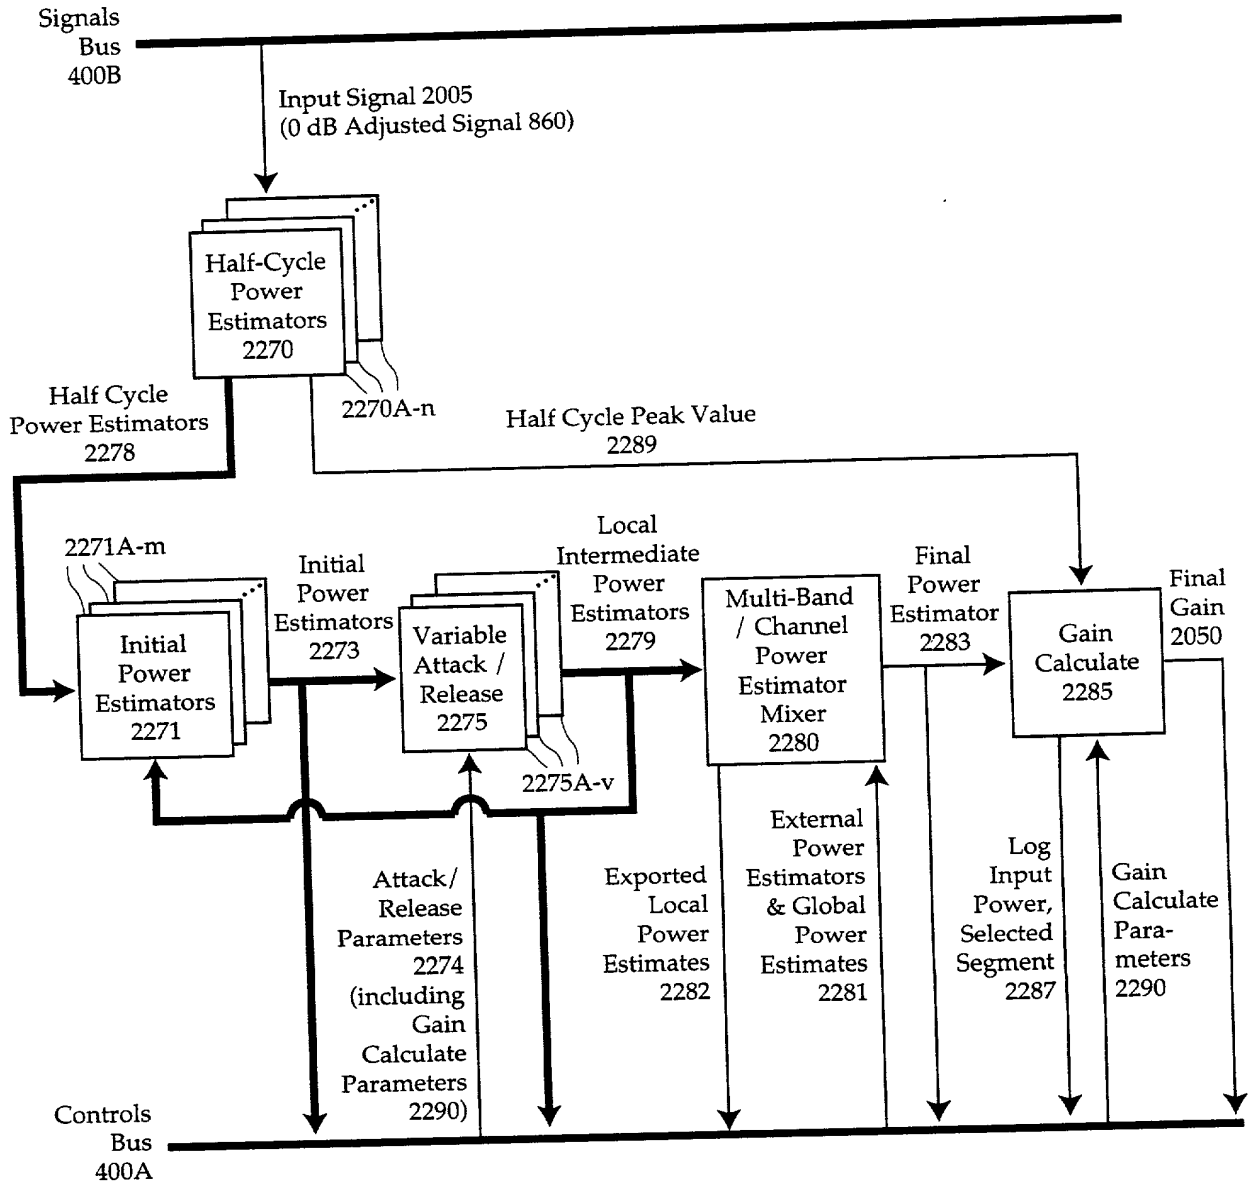 Signals
Bus
400B
Input Signal 2005
(0 dB Adjusted Signal 860)
Half-Cycle
Power
Estimators
2270
2270A-n
Half Cycle
Power Estimators
2278
Half Cycle Peak Value
2289
2271A-m
Initial
Power
Estimators
2271
Initial
Power
Estimators
2273
Variable
Attack /
Release
2275
2275A-v
Local
Intermediate
Power
Estimators
2279
Multi-Band
/ Channel
Power
Estimator
Mixer
2280
Final
Power
Estimator
2283
Gain
Calculate
2285
Final
Gain
2050
Attack/
Release
Parameters
2274
(including
Gain
Calculate
Parameters
2290)
Exported
Local
Power
Estimates
2282
External
Power
Estimators
& Global
Power
Estimates
2281
Log
Input
Power,
Selected
Segment
2287
Gain
Calculate
Para-
meters
2290
Controls
Bus
400A